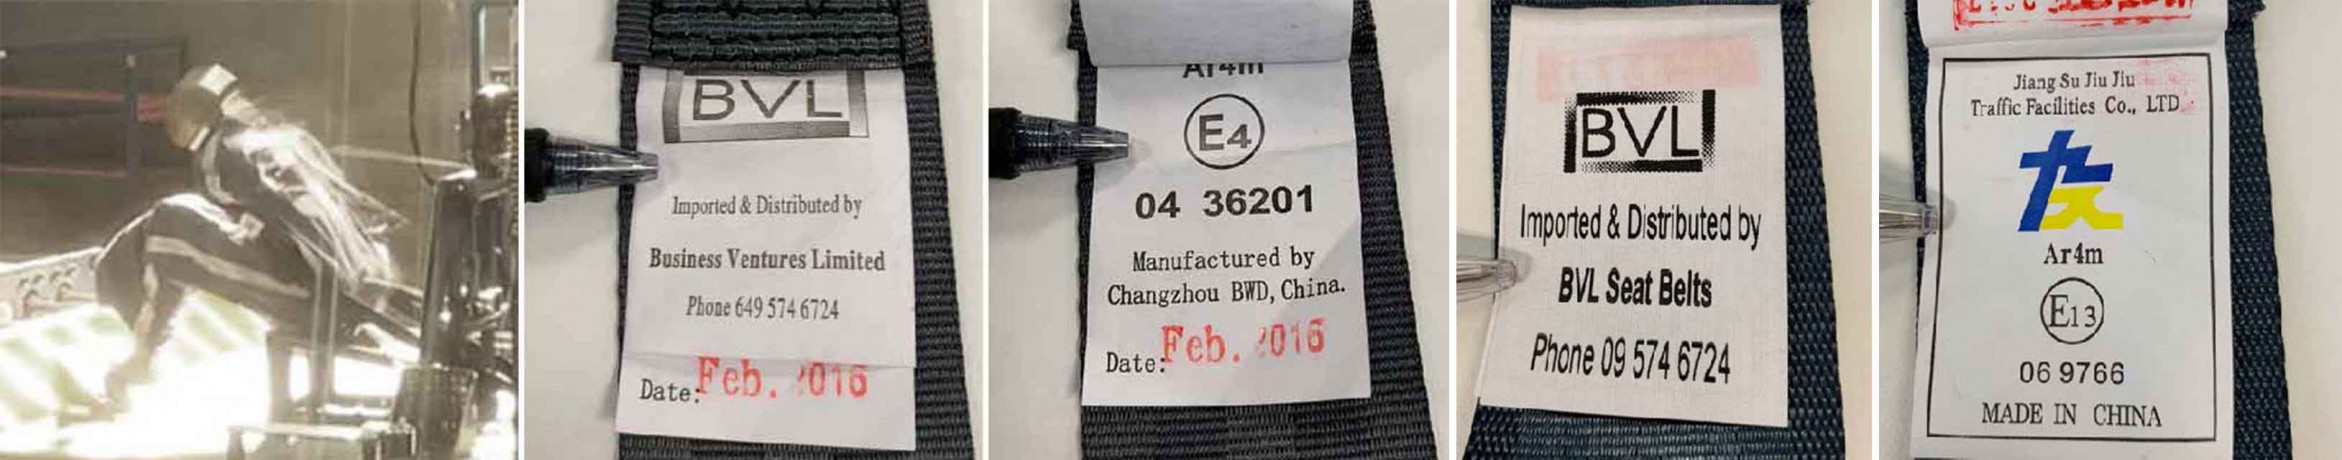 BVL
Imported & Distributed by
Business Ventures Limited
Phone 649 574 6724
Date: Feb. 2016
Ar4m
E4
04 36201
Manufactured by
Changzhou BWD, China.
Date: Feb. 2016
BVL
Imported & Distributed by
BVL Seat Belts
Phone 09 574 6724
Jiang Su Jiu Jiu
Traffic Facilities Co., LTD
Ar4m
E13
06 9766
MADE IN CHINA